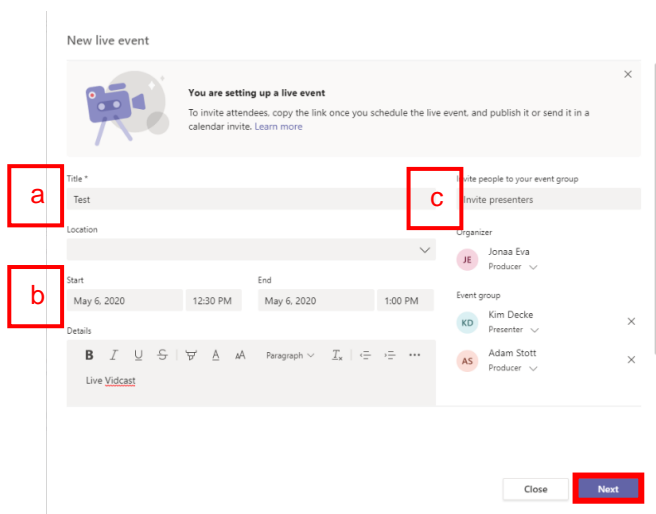 New live event
You are setting up a live event
To invite attendees, copy the link once you schedule the live event, and publish it or send it in a
calendar invite. Learn more
a
Title *
Test
c
Invite people to your event group
Invite presenters
Location
Organizer
JE
Jonaa Eva
Producer
b
Start
End
May 6, 2020
12:30 PM
May 6, 2020
1:00 PM
Event group
KD
Kim Decke
Presenter
AS
Adam Stott
Producer
Details
B I U S A AA Paragraph Tx
Live Vidcast
Close
Next